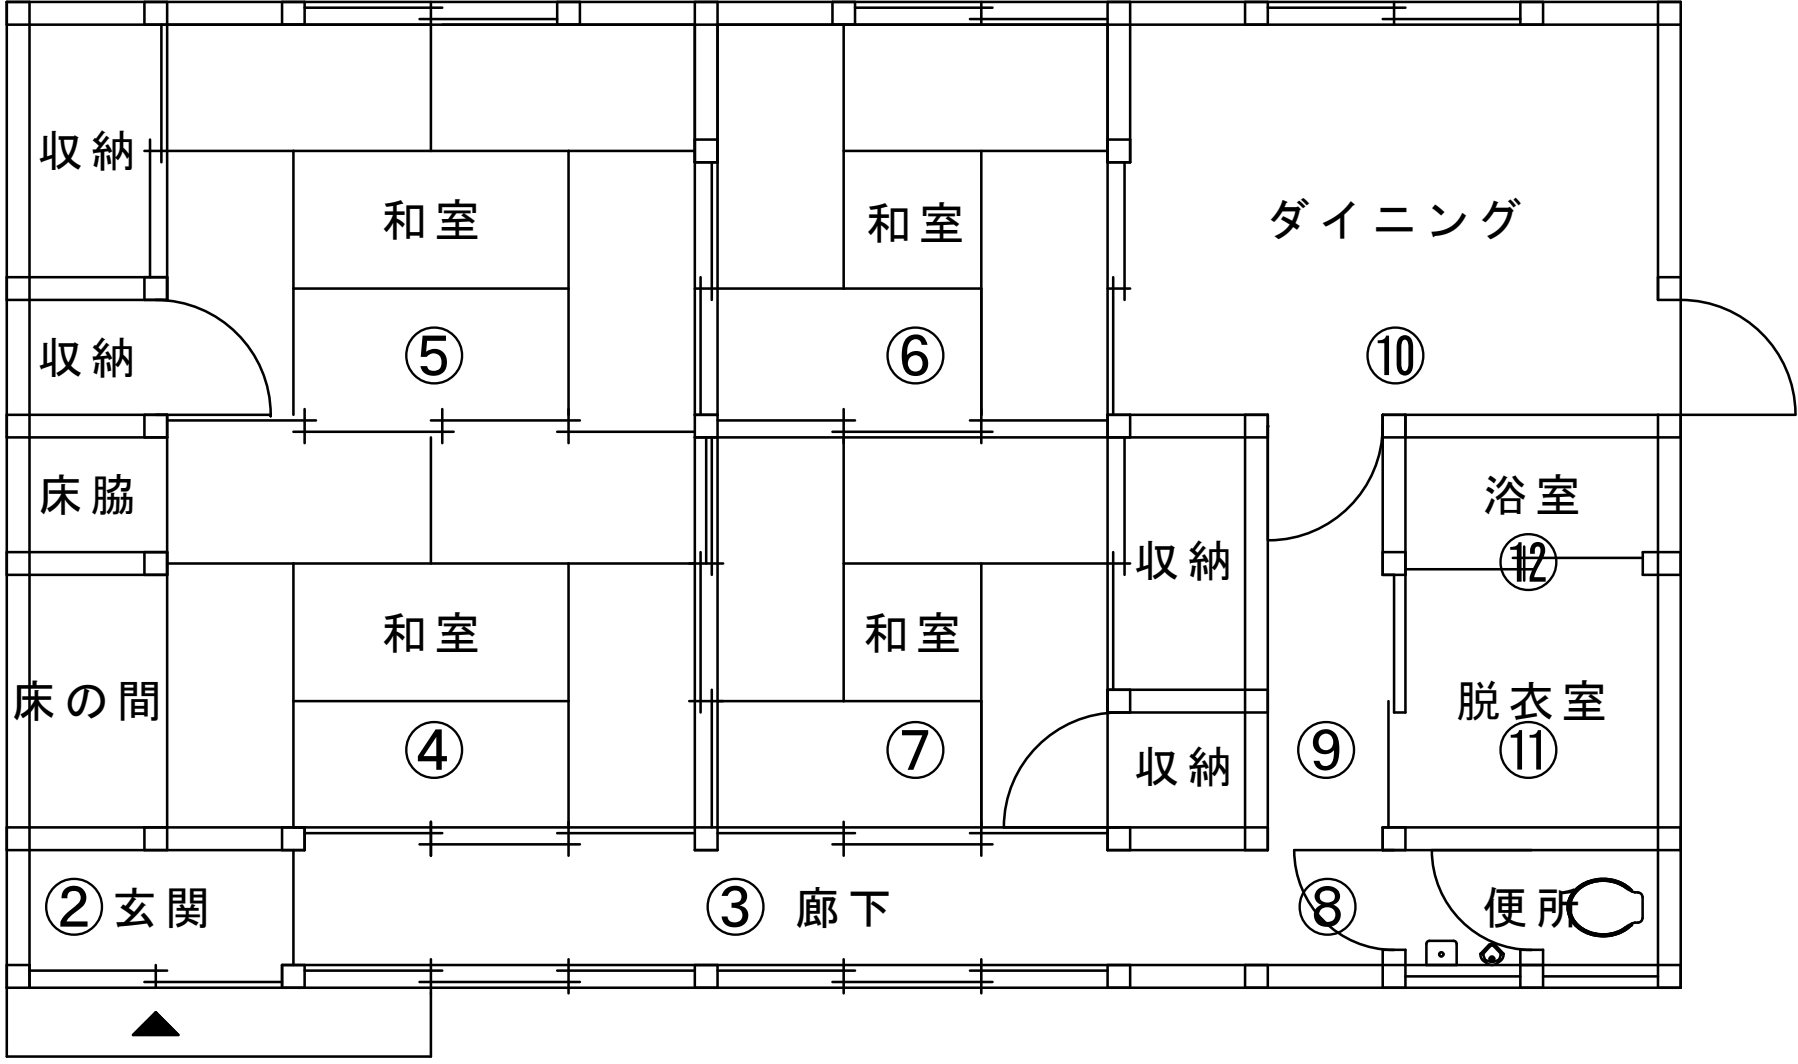 収納
和室
和室
ダイニング
収納
⑤
⑥
⑩
床脇
浴室
⑫
収納
和室
和室
床の間
脱衣室
④
⑦
収納
⑨
⑪
②玄関
③ 廊下
⑧
便所